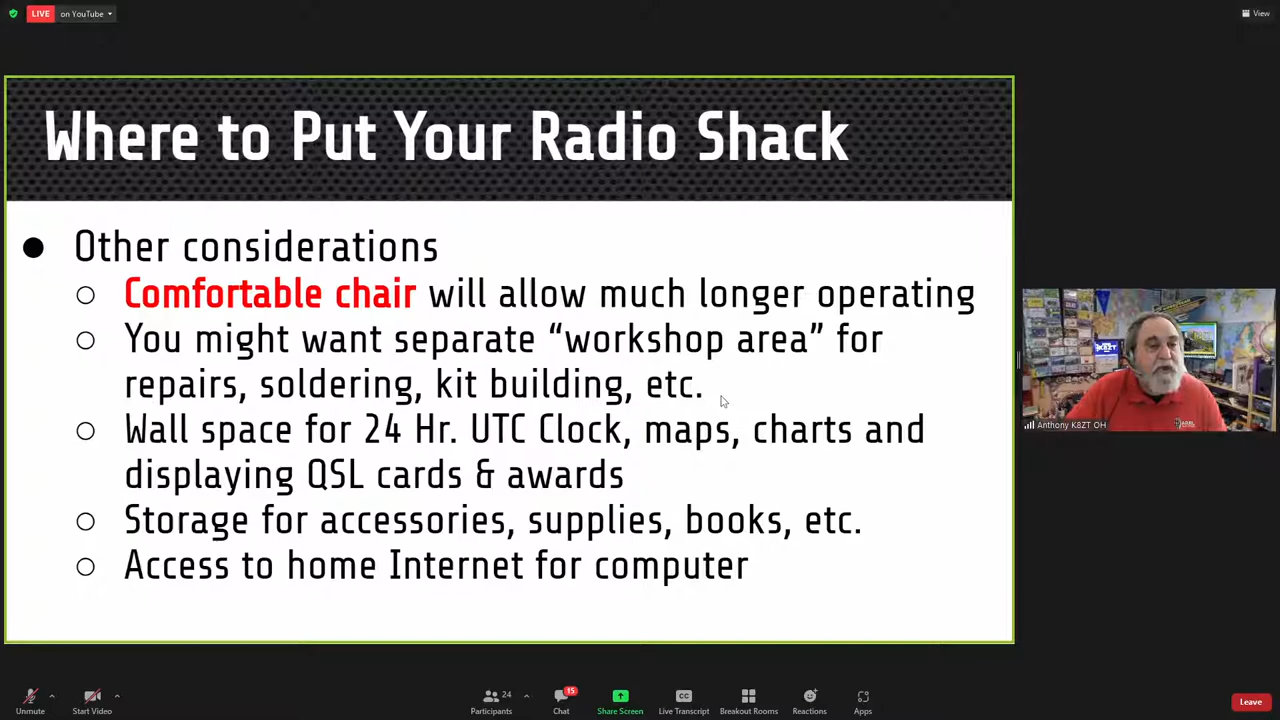 LIVE on YouTube
View
Where to Put Your Radio Shack
● Other considerations
○ Comfortable chair will allow much longer operating
○ You might want separate “workshop area” for
repairs, soldering, kit building, etc.
○ Wall space for 24 Hr. UTC Clock, maps, charts and
displaying QSL cards & awards
○ Storage for accessories, supplies, books, etc.
○ Access to home Internet for computer
K8ZT
Anthony K8ZT OH
Unmute
Start Video
24
Participants
15
Chat
Share Screen
CC
Live Transcript
Breakout Rooms
Reactions
Apps
Leave